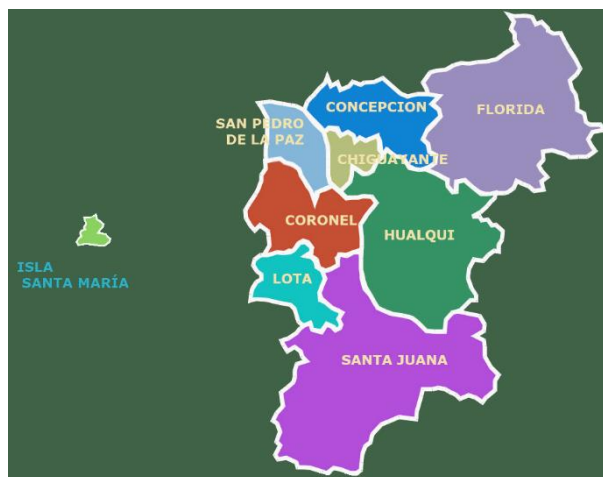 CONCEPCION
FLORIDA
SAN PEDRO
DE LA PAZ
CHIGUAYANTE
CORONEL
HUALQUI
ISLA
SANTA MARÍA
LOTA
SANTA JUANA